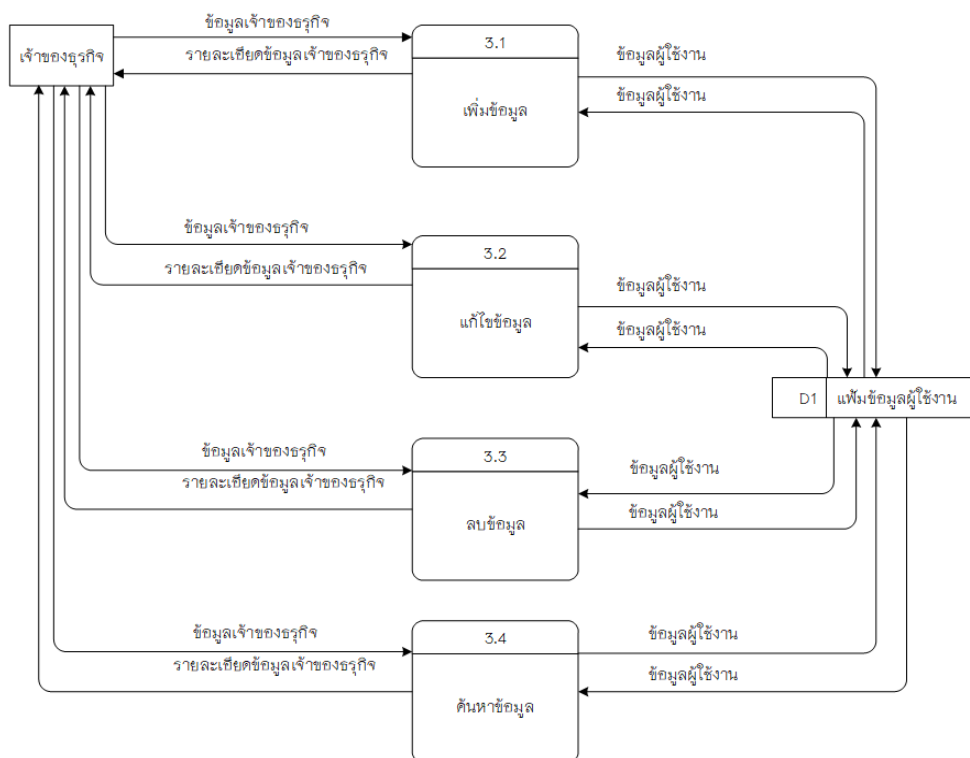 ข้อมูลเจ้าของธุรกิจ
เจ้าของธุรกิจ
รายละเอียดข้อมูลเจ้าของธุรกิจ
3.1
เพิ่มข้อมูล
ข้อมูลผู้ใช้งาน
ข้อมูลผู้ใช้งาน
ข้อมูลเจ้าของธุรกิจ
รายละเอียดข้อมูลเจ้าของธุรกิจ
3.2
แก้ไขข้อมูล
ข้อมูลผู้ใช้งาน
ข้อมูลผู้ใช้งาน
D1 แฟ้มข้อมูลผู้ใช้งาน
ข้อมูลเจ้าของธุรกิจ
รายละเอียดข้อมูลเจ้าของธุรกิจ
3.3
ลบข้อมูล
ข้อมูลผู้ใช้งาน
ข้อมูลผู้ใช้งาน
ข้อมูลเจ้าของธุรกิจ
รายละเอียดข้อมูลเจ้าของธุรกิจ
3.4
ค้นหาข้อมูล
ข้อมูลผู้ใช้งาน
ข้อมูลผู้ใช้งาน